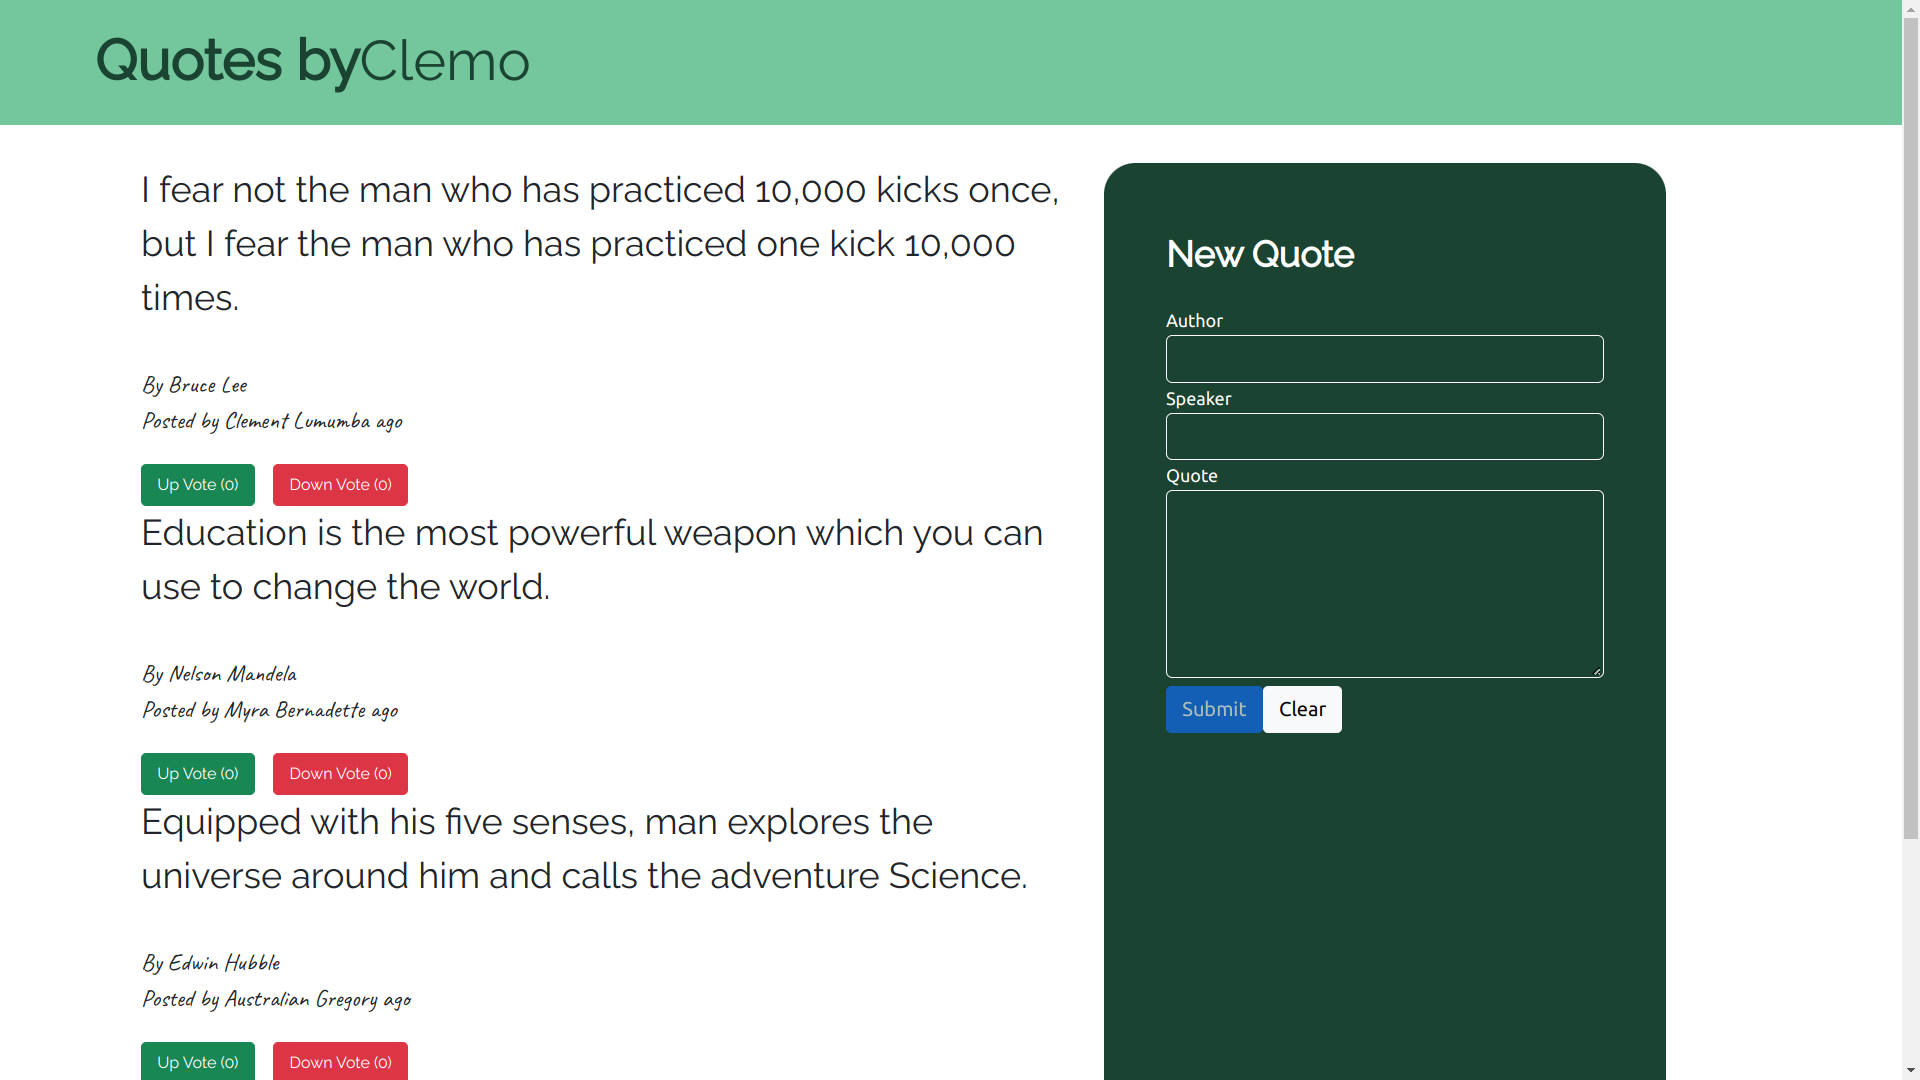 Quotes byClemo
I fear not the man who has practiced 10,000 kicks once,
but I fear the man who has practiced one kick 10,000
times.
By Bruce Lee
Posted by Clement Lumumba ago
Up Vote (0) Down Vote (0)
Education is the most powerful weapon which you can
use to change the world.
By Nelson Mandela
Posted by Myra Bernadette ago
Up Vote (0) Down Vote (0)
Equipped with his five senses, man explores the
universe around him and calls the adventure Science.
By Edwin Hubble
Posted by Australian Gregory ago
Up Vote (0) Down Vote (0)
New Quote
Author
Speaker
Quote
Submit Clear